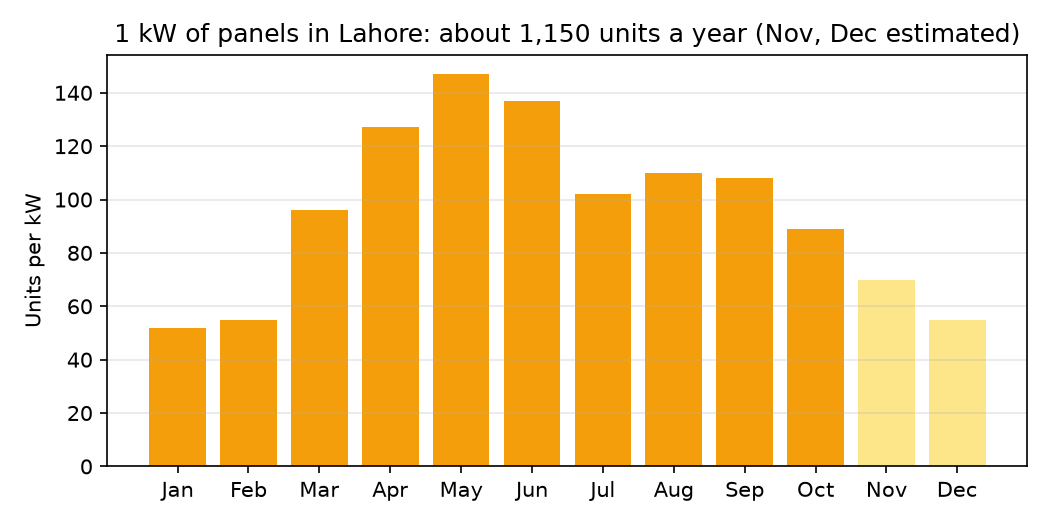 1 kW of panels in Lahore: about 1,150 units a year (Nov, Dec estimated)
Units per kW
140
120
100
80
60
40
20
0
Jan Feb Mar Apr May Jun Jul Aug Sep Oct Nov Dec